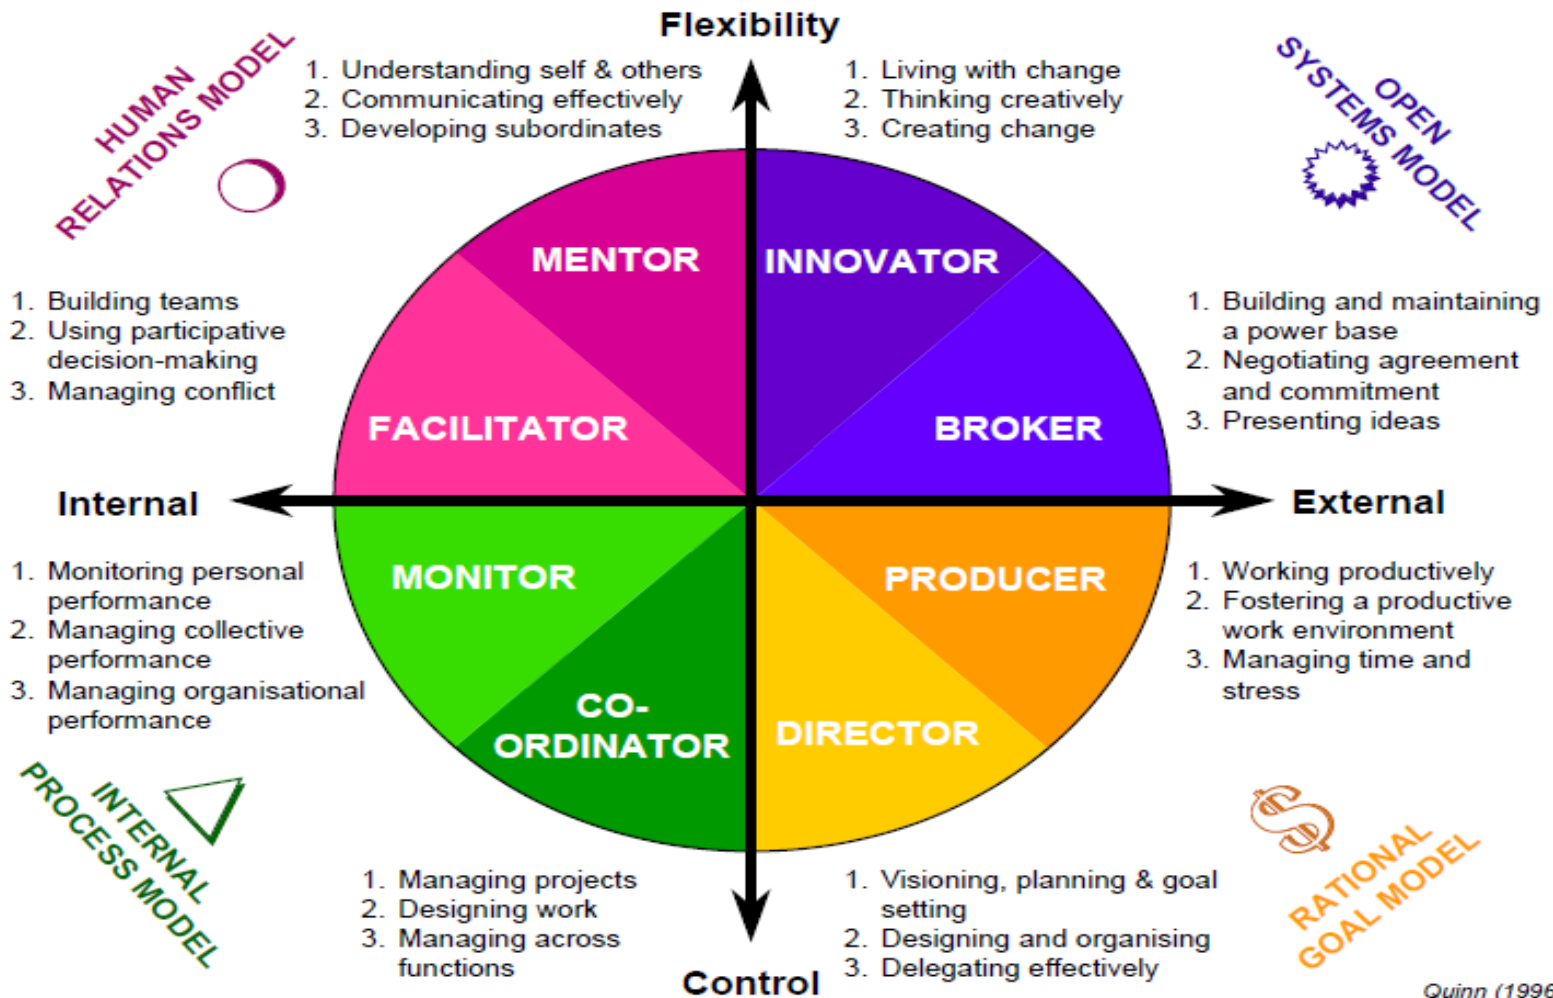 Flexibility
HUMAN
RELATIONS MODEL
1. Understanding self & others
2. Communicating effectively
3. Developing subordinates
1. Living with change
2. Thinking creatively
3. Creating change
OPEN
SYSTEMS MODEL
MENTOR
INNOVATOR
1. Building teams
2. Using participative
decision-making
3. Managing conflict
FACILITATOR
BROKER
1. Building and maintaining
a power base
2. Negotiating agreement
and commitment
3. Presenting ideas
Internal
External
1. Monitoring personal
performance
2. Managing collective
performance
3. Managing organisational
performance
MONITOR
PRODUCER
1. Working productively
2. Fostering a productive
work environment
3. Managing time and
stress
CO-
ORDINATOR
DIRECTOR
INTERNAL
PROCESS MODEL
1. Managing projects
2. Designing work
3. Managing across
functions
1. Visioning, planning & goal
setting
2. Designing and organising
3. Delegating effectively
$
RATIONAL
GOAL MODEL
Control
Quinn (1996